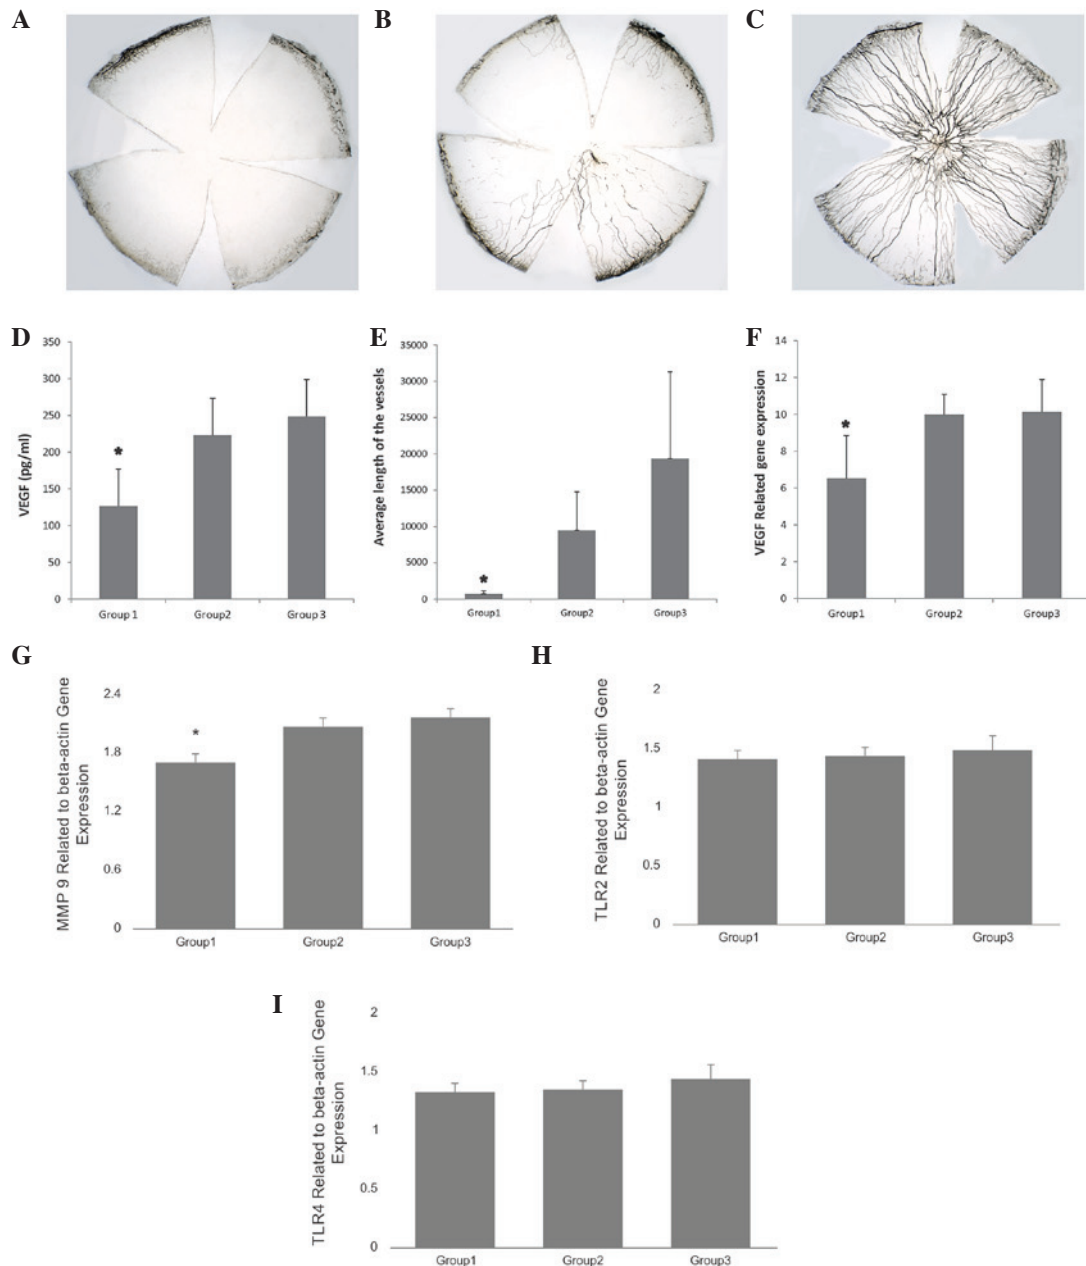 A
B
C
D
350
300
250
200
150
100
50
0
VEGF (pg/ml)
*
Group1
Group2
Group3
E
35000
30000
25000
20000
15000
10000
5000
0
Average length of the vessels
*
Group1
Group2
Group3
F
14
12
10
8
6
4
2
0
VEGF Related gene expression
*
Group1
Group2
Group3
G
2.4
1.8
1.2
0.6
0
MMP 9 Related to beta-actin Gene
Expression
*
Group1
Group2
Group3
H
2
1.5
1
0.5
0
TLR2 Related to beta-actin Gene
Expression
Group1
Group2
Group3
I
2
1.5
1
0.5
0
TLR4 Related to beta-actin Gene
Expression
Group1
Group2
Group3